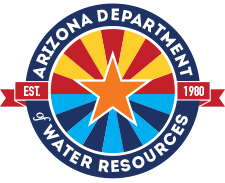 ARIZONA DEPARTMENT
EST. 1980
of WATER RESOURCES